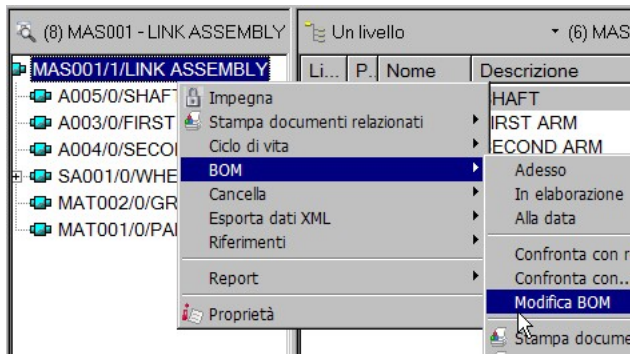 (8) MAS001 - LINK ASSEMBLY
Un livello
(6) MAS
MAS001/1/LINK ASSEMBLY
A005/0/SHAF
A003/0/FIRST
A004/0/SECO
SA001/0/WHE
MAT002/0/GR
MAT001/0/PA
Li... P.. Nome Descrizione
SHAFT
IRST ARM
ECOND ARM
Impegna
Stampa documenti relazionati
Ciclo di vita
BOM
Cancella
Esporta dati XML
Riferimenti
Report
Proprietà
Adesso
In elaborazione
Alla data
Confronta con r
Confronta con...
Modifica BOM
Stampa docume